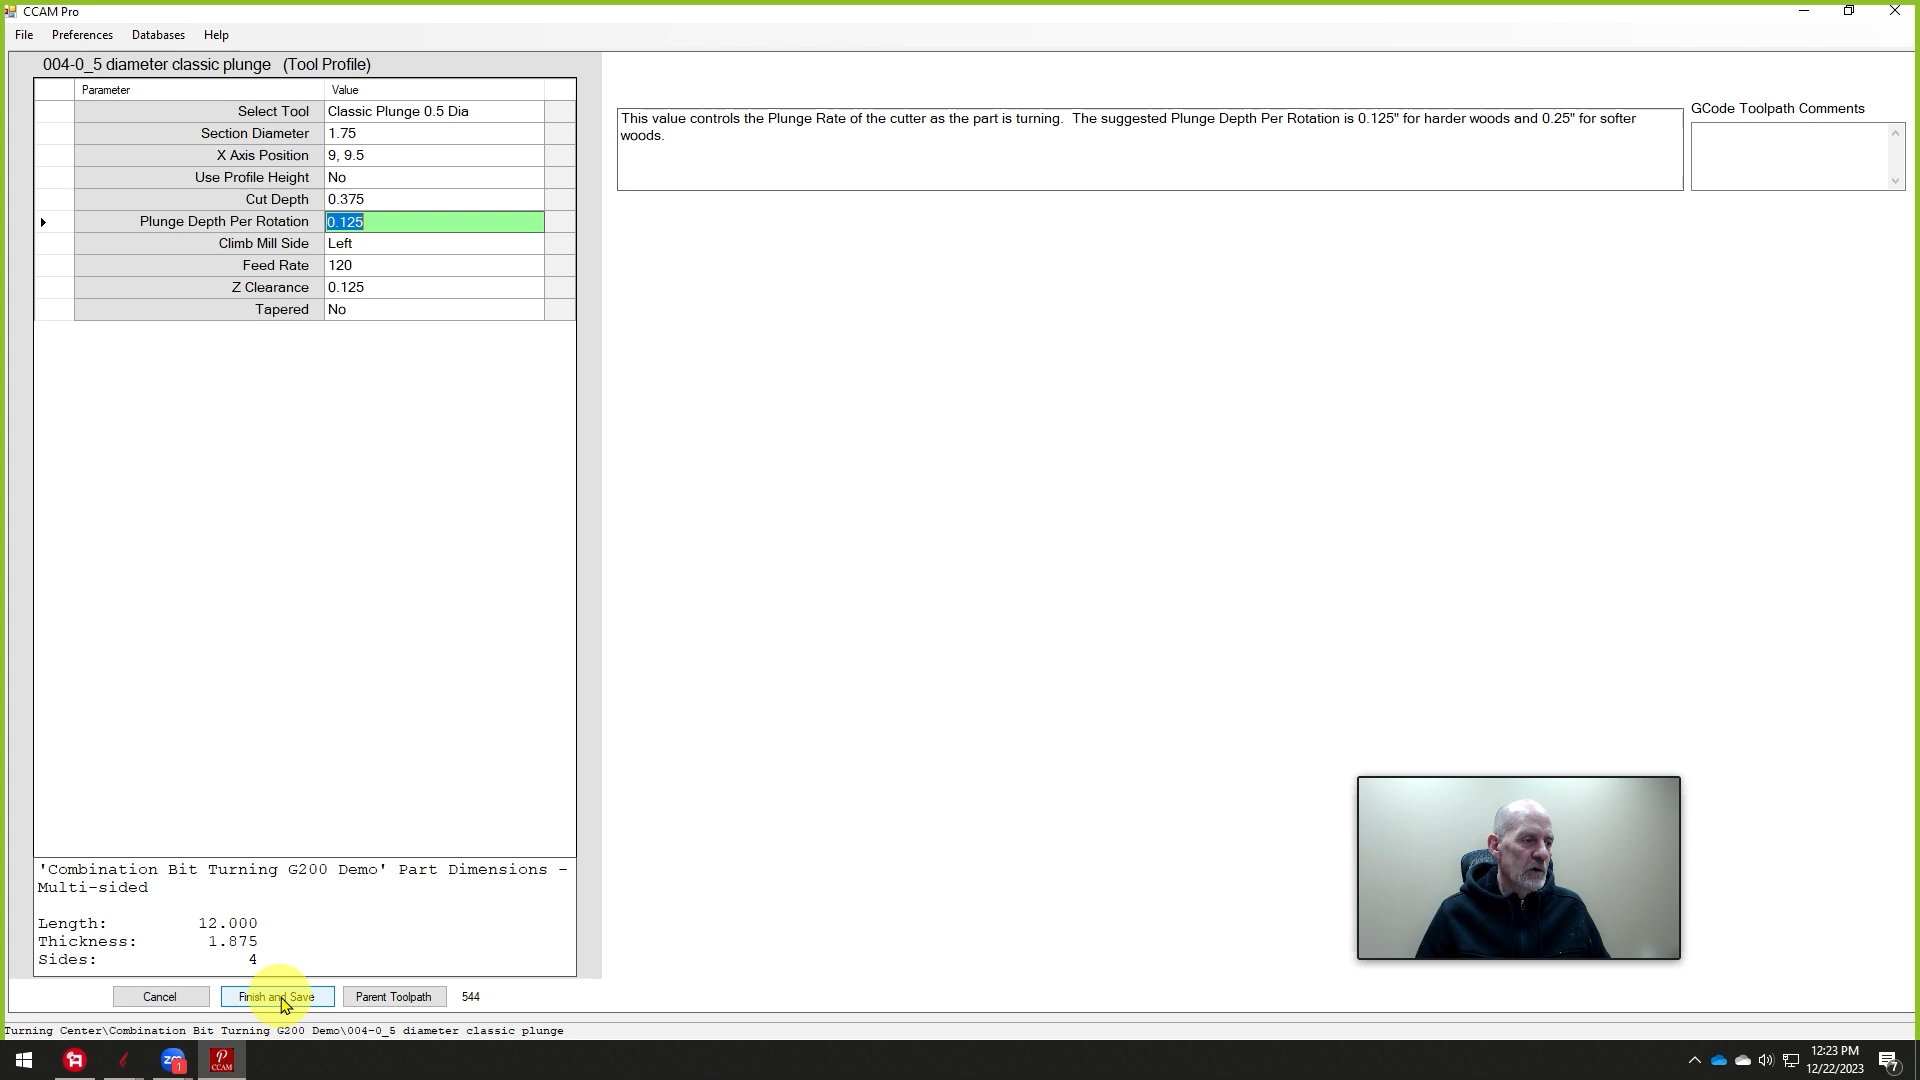 CCAM Pro
File Preferences Databases Help
004-0_5 diameter classic plunge (Tool Profile)
Parameter Value
Select Tool Classic Plunge 0.5 Dia
Section Diameter 1.75
X Axis Position 9, 9.5
Use Profile Height No
Cut Depth 0.375
Plunge Depth Per Rotation 0.125
Climb Mill Side Left
Feed Rate 120
Z Clearance 0.125
Tapered No
This value controls the Plunge Rate of the cutter as the part is turning. The suggested Plunge Depth Per Rotation is 0.125" for harder woods and 0.25" for softer
woods.
GCode Toolpath Comments
'Combination Bit Turning G200 Demo' Part Dimensions -
Multi-sided
Length: 12.000
Thickness: 1.875
Sides: 4
Cancel Finish and Save Parent Toolpath 544
Turning Center\Combination Bit Turning G200 Demo\004-0_5 diameter classic plunge
zm 1
P CCAM
12:23 PM
12/22/2023
7